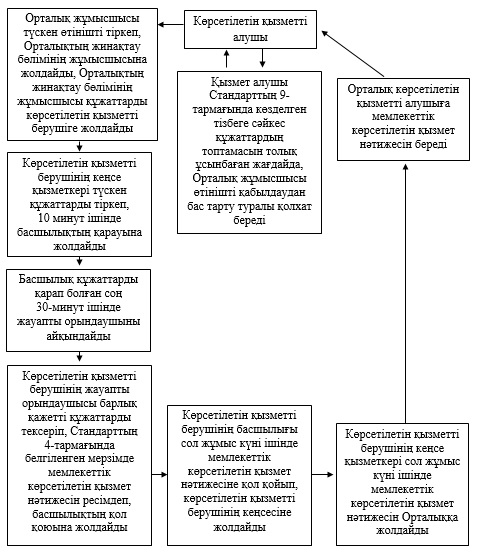 Көрсетілетін қызметті
алушы
Орталық жұмысшысы
түскен өтінішті тіркеп,
Орталықтың жинақтау
бөлімінің жұмысшысына
жолдайды, Орталықтың
жинақтау бөлімінің
жұмысшысы құжаттарды
көрсетілетін қызметті
берушіге жолдайды
Қызмет алушы
Стандарттың 9-
тармағында көзделген
тізбеге сәйкес
құжаттардың
топтамасын толық
ұсынбаған жағдайда,
Орталық жұмысшысы
өтінішті қабылдаудан
бас тарту туралы қолхат
береді
Орталық көрсетілетін
қызметті алушыға
мемлекеттік
көрсетілетін қызмет
нәтижесін береді
Көрсетілетін қызметті
берушінің кеңсе
қызметкері түскен
құжаттарды тіркеп,
10 минут ішінде
басшылықтың қарауына
жолдайды
Басшылық құжаттарды
қарап болған соң
30-минут ішінде
жауапты орындаушыны
айқындайды
Көрсетілетін қызметті
берушінің жауапты
орындаушысы барлық
қажетті құжаттарды
тексеріп, Стандарттың
4-тармағында
белгіленген мерзімде
мемлекеттік
көрсетілетін қызмет
нәтижесін ресімдеп,
басшылықтың қол
қоюына жолдайды
Көрсетілетін қызметті
берушінің басшылығы
сол жұмыс күні ішінде
мемлекеттік
көрсетілетін қызмет
нәтижесіне қол қойып,
көрсетілетін қызметті
берушінің кеңсесіне
жолдайды
Көрсетілетін қызметті
берушінің кеңсе
қызметкері сол жұмыс
күні ішінде
мемлекеттік
көрсетілетін қызмет
нәтижесін Орталыққа
жолдайды